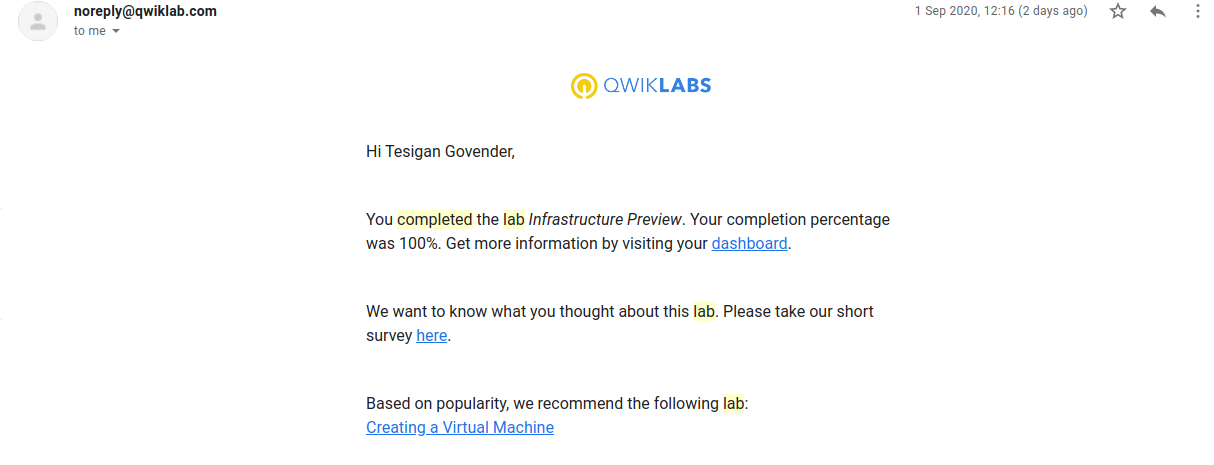 noreply@qwiklab.com
1 Sep 2020, 12:16 (2 days ago)
to me
QWIKLABS
Hi Tesigan Govender,
You completed the lab Infrastructure Preview. Your completion percentage
was 100%. Get more information by visiting your dashboard.
We want to know what you thought about this lab. Please take our short
survey here.
Based on popularity, we recommend the following lab:
Creating a Virtual Machine